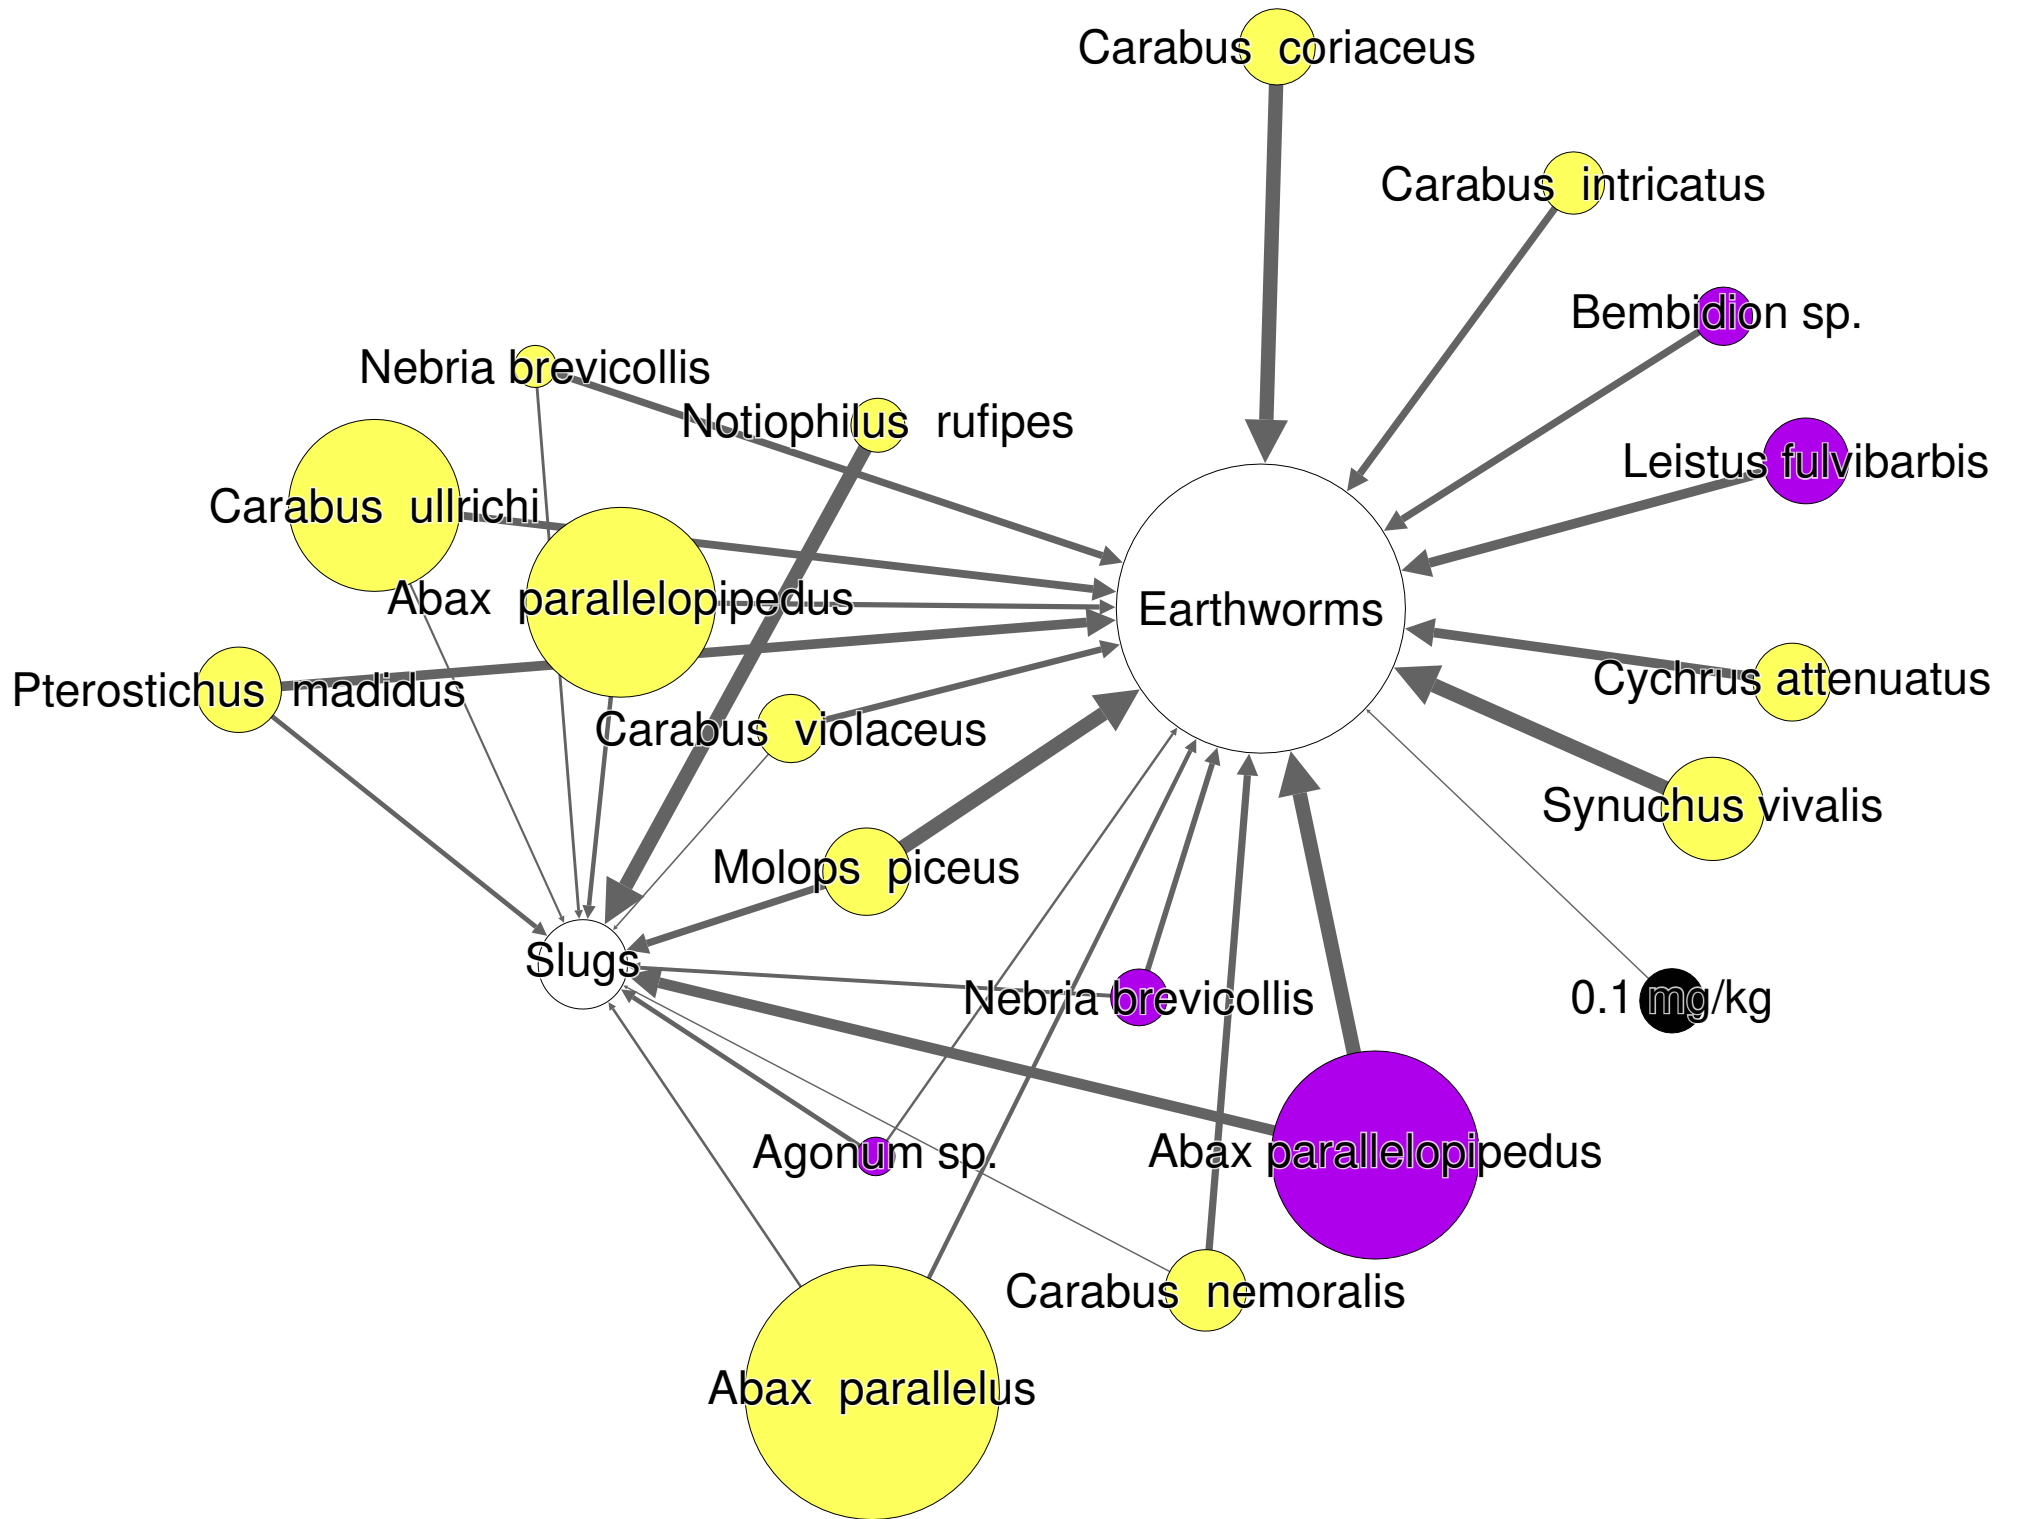 Carabus  coriaceus
Carabus  intricatus
Bembidion sp.
Nebria brevicollis
Notiophilus  rufipes
Leistus fulvibarbis
Carabus  ullrichi
Abax  parallelopipedus
Earthworms
Pterostichus  madidus
Cychrus attenuatus
Carabus  violaceus
Synuchus vivalis
Molops  piceus
Slugs
Nebria brevicollis
0.1 mg/kg
Agonum sp.
Abax parallelopipedus
Carabus  nemoralis
Abax  parallelus